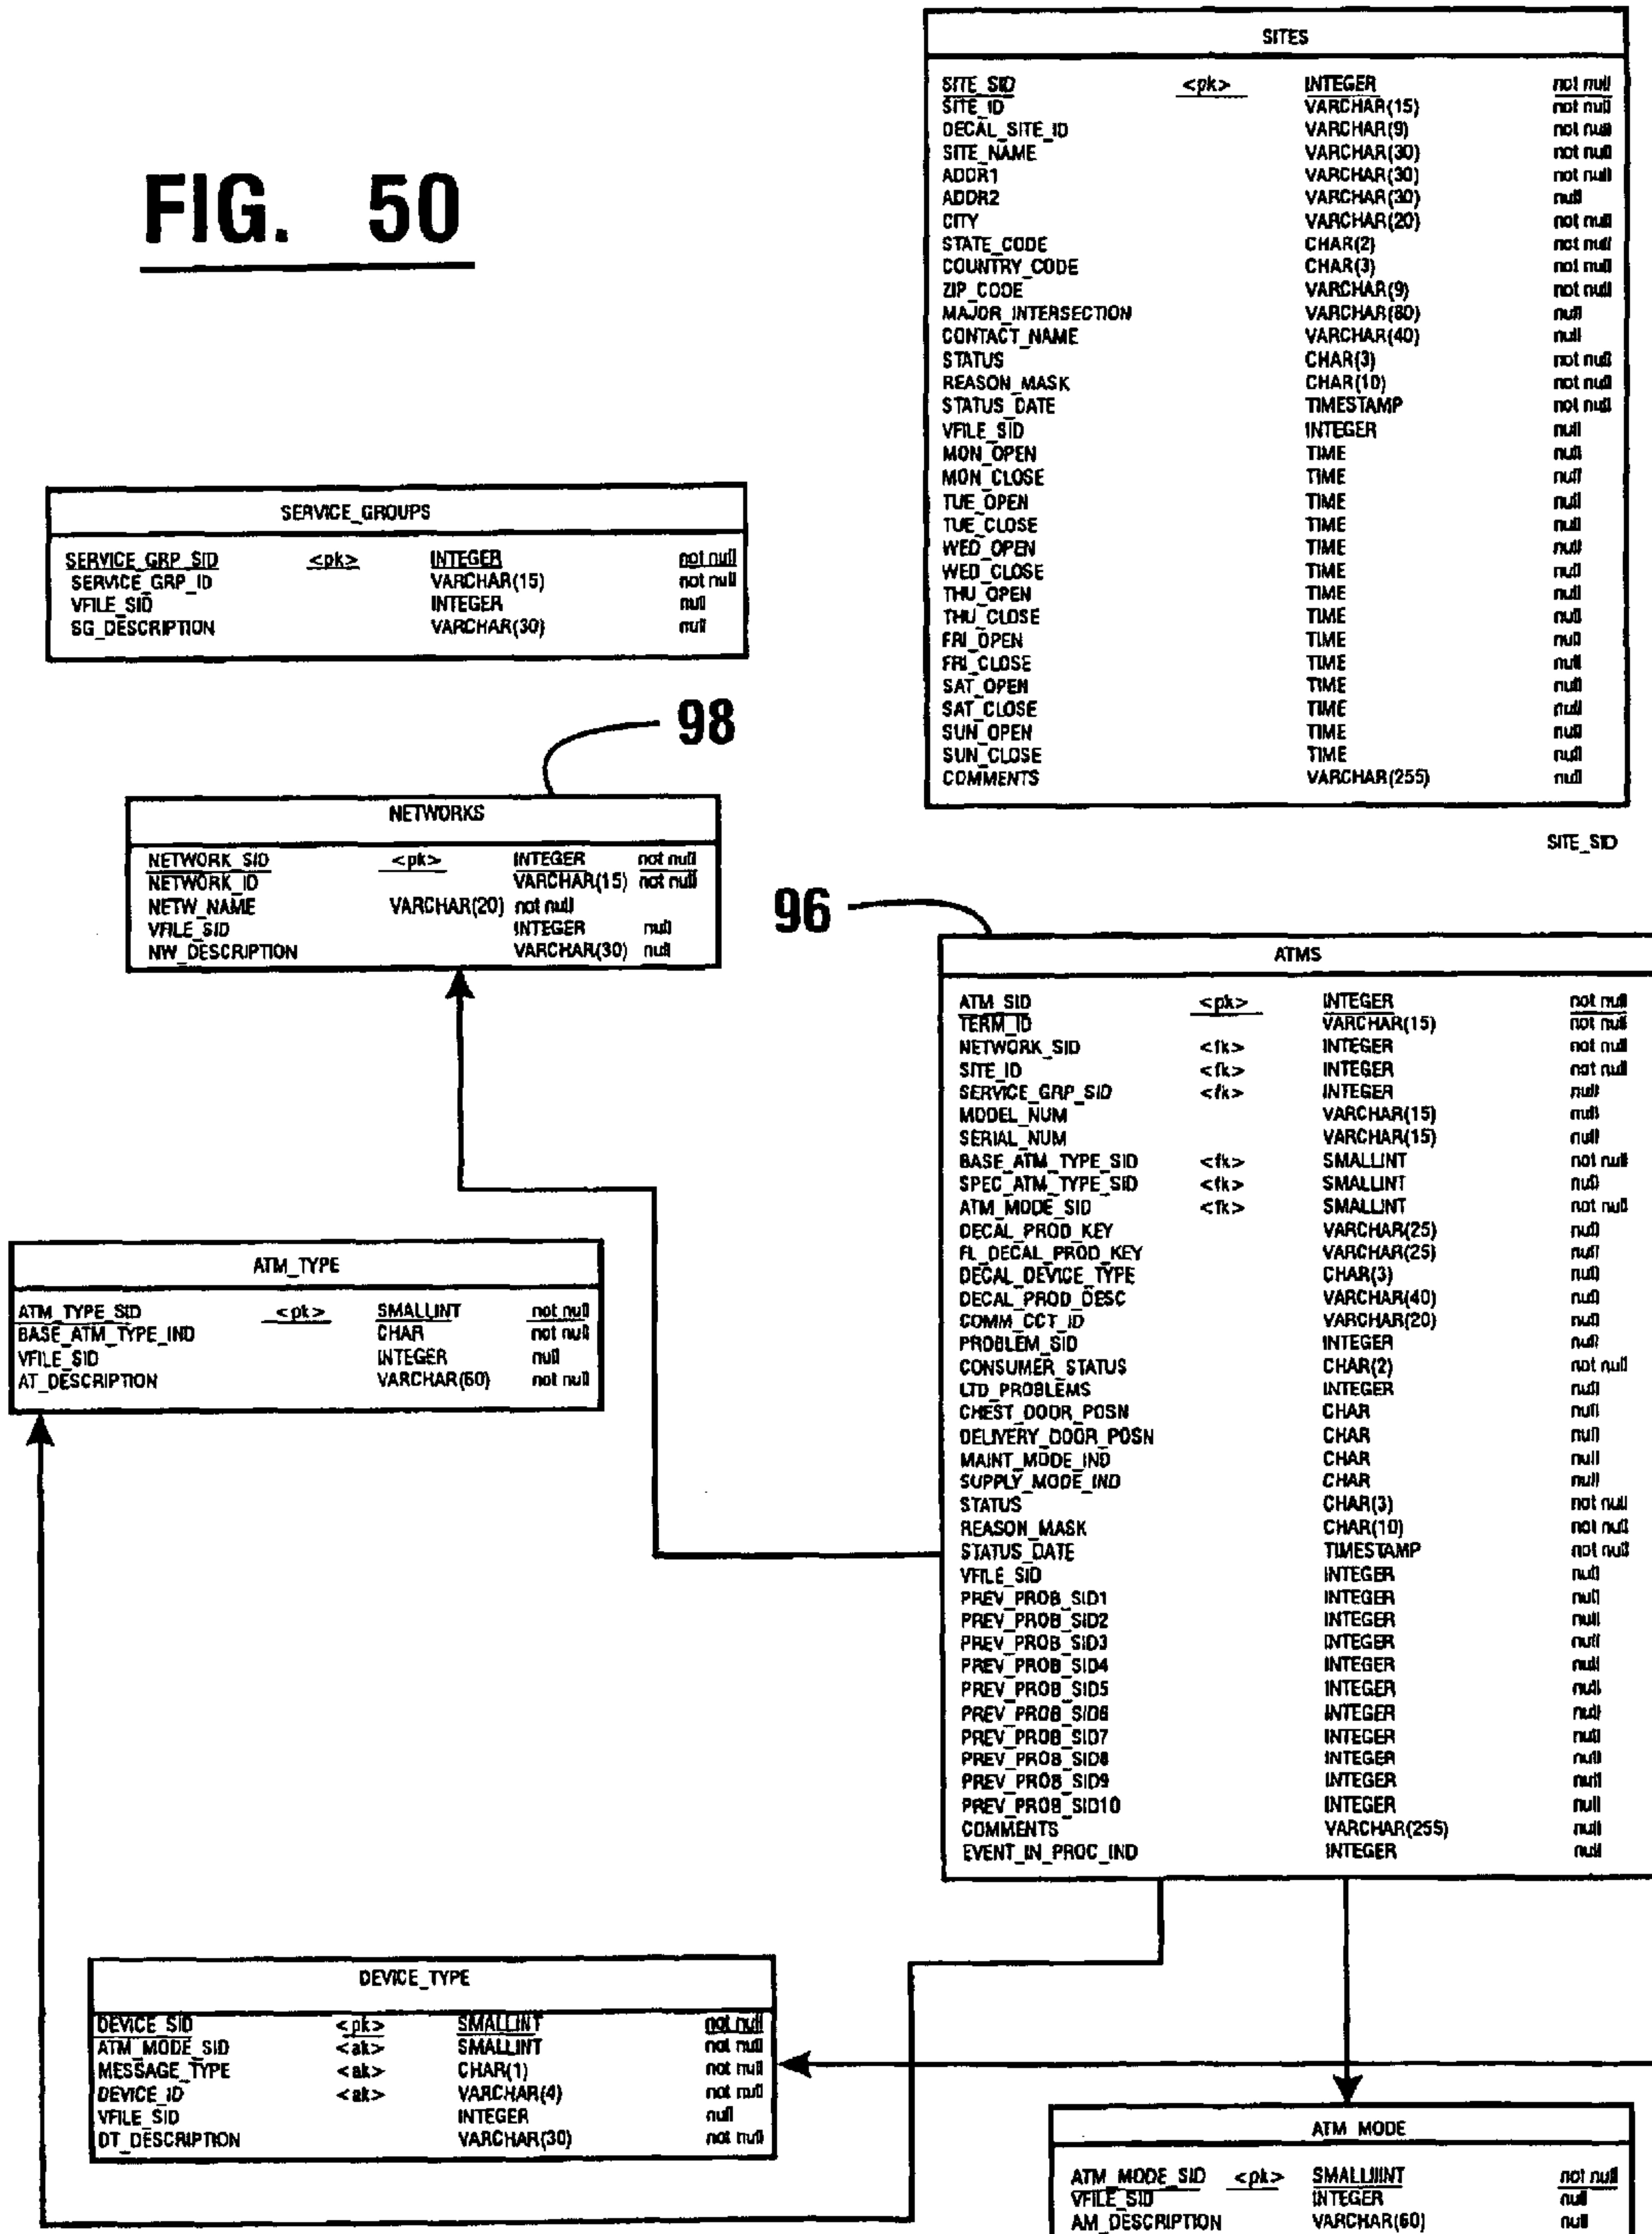 FIG. 50
SITES
SITE_SID <pk> INTEGER not null
SITE_ID VARCHAR(15) not null
DECAL_SITE_ID VARCHAR(9) not null
SITE_NAME VARCHAR(30) not null
ADDR1 VARCHAR(30) not null
ADDR2 VARCHAR(30) null
CITY VARCHAR(20) not null
STATE_CODE CHAR(2) not null
COUNTRY_CODE CHAR(3) not null
ZIP_CODE VARCHAR(9) not null
MAJOR_INTERSECTION VARCHAR(80) null
CONTACT_NAME VARCHAR(40) null
STATUS CHAR(3) not null
REASON_MASK CHAR(10) not null
STATUS_DATE TIMESTAMP not null
VFILE_SID INTEGER null
MON_OPEN TIME null
MON_CLOSE TIME null
TUE_OPEN TIME null
TUE_CLOSE TIME null
WED_OPEN TIME null
WED_CLOSE TIME null
THU_OPEN TIME null
THU_CLOSE TIME null
FRI_OPEN TIME null
FRI_CLOSE TIME null
SAT_OPEN TIME null
SAT_CLOSE TIME null
SUN_OPEN TIME null
SUN_CLOSE TIME null
COMMENTS VARCHAR(255) null
SITE_SID
SERVICE_GROUPS
SERVICE_GRP_SID <pk> INTEGER not null
SERVICE_GRP_ID VARCHAR(15) not null
VFILE_SID INTEGER null
SG_DESCRIPTION VARCHAR(30) null
98
NETWORKS
NETWORK_SID <pk> INTEGER not null
NETWORK_ID VARCHAR(15) not null
NETW_NAME VARCHAR(20) not null
VFILE_SID INTEGER null
NW_DESCRIPTION VARCHAR(30) null
96
ATMS
ATM_SID <pk> INTEGER not null
TERM_ID VARCHAR(15) not null
NETWORK_SID <fk> INTEGER not null
SITE_ID <fk> INTEGER not null
SERVICE_GRP_SID <fk> INTEGER null
MODEL_NUM VARCHAR(15) null
SERIAL_NUM VARCHAR(15) null
BASE_ATM_TYPE_SID <fk> SMALLINT not null
SPEC_ATM_TYPE_SID <fk> SMALLINT null
ATM_MODE_SID <fk> SMALLINT not null
DECAL_PROD_KEY VARCHAR(25) null
FL_DECAL_PROD_KEY VARCHAR(25) null
DECAL_DEVICE_TYPE CHAR(3) null
DECAL_PROD_DESC VARCHAR(40) null
COMM_CCT_ID VARCHAR(20) null
PROBLEM_SID INTEGER null
CONSUMER_STATUS CHAR(2) not null
LTD_PROBLEMS INTEGER null
CHEST_DOOR_POSN CHAR null
DELIVERY_DOOR_POSN CHAR null
MAINT_MODE_IND CHAR null
SUPPLY_MODE_IND CHAR null
STATUS CHAR(3) not null
REASON_MASK CHAR(10) not null
STATUS_DATE TIMESTAMP not null
VFILE_SID INTEGER null
PREV_PROB_SID1 INTEGER null
PREV_PROB_SID2 INTEGER null
PREV_PROB_SID3 INTEGER null
PREV_PROB_SID4 INTEGER null
PREV_PROB_SID5 INTEGER null
PREV_PROB_SID6 INTEGER null
PREV_PROB_SID7 INTEGER null
PREV_PROB_SID8 INTEGER null
PREV_PROB_SID9 INTEGER null
PREV_PROB_SID10 INTEGER null
COMMENTS VARCHAR(255) null
EVENT_IN_PROC_IND INTEGER null
ATM_TYPE
ATM_TYPE_SID <pk> SMALLINT not null
BASE_ATM_TYPE_IND CHAR not null
VFILE_SID INTEGER null
AT_DESCRIPTION VARCHAR(60) not null
DEVICE_TYPE
DEVICE_SID <pk> SMALLINT not null
ATM_MODE_SID <ak> SMALLINT not null
MESSAGE_TYPE <ak> CHAR(1) not null
DEVICE_ID <ak> VARCHAR(4) not null
VFILE_SID INTEGER null
DT_DESCRIPTION VARCHAR(30) not null
ATM_MODE
ATM_MODE_SID <pk> SMALLIIINT not null
VFILE_SID INTEGER null
AM_DESCRIPTION VARCHAR(60) null